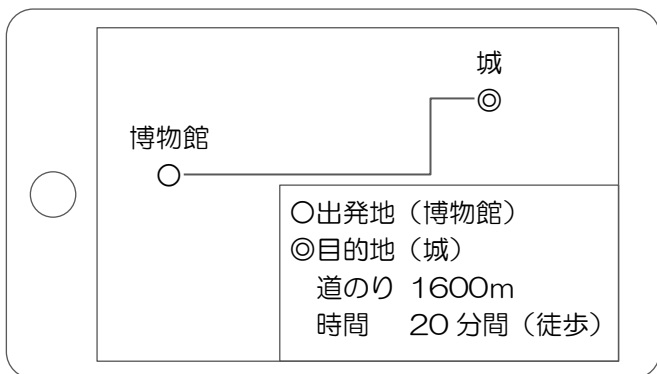 城
博物館
○出発地（博物館）
◎目的地（城）
道のり 1600m
時間 20分間（徒歩）